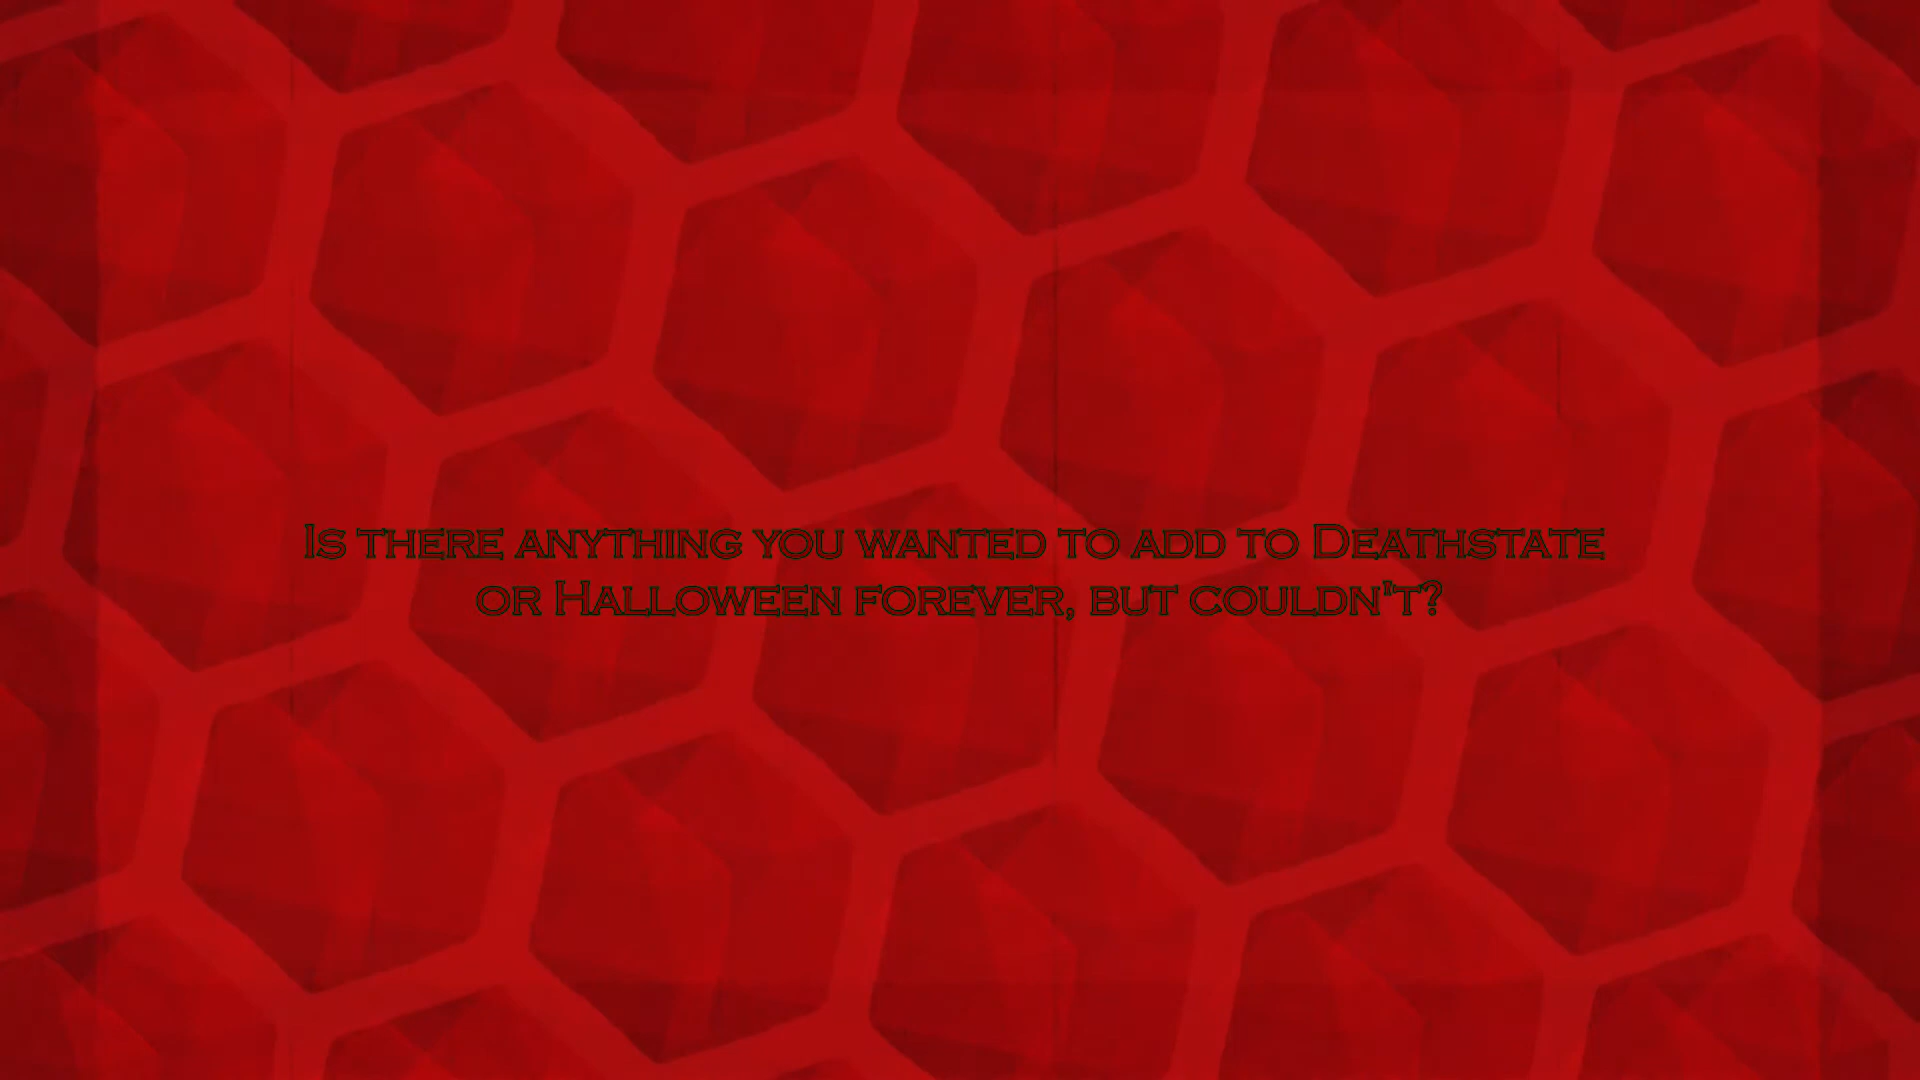 Is there anything you wanted to add to Deathstate
or Halloween forever, but couldn't?